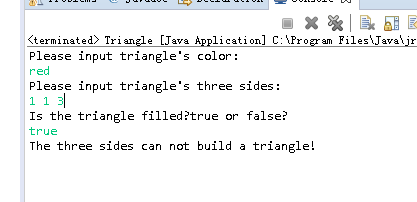 Declaration
Console
<terminated> Triangle [Java Application] C:\Program Files\Java\jr
Please input triangle's color:
red
Please input triangle's three sides:
1 1 3
Is the triangle filled?true or false?
true
The three sides can not build a triangle!